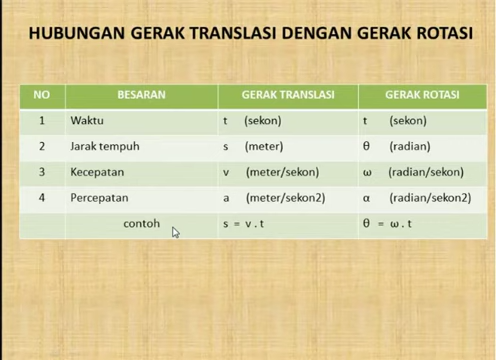 HUBUNGAN GERAK TRANSLASI DENGAN GERAK ROTASI
NO BESARAN GERAK TRANSLASI GERAK ROTASI
1 Waktu t (sekon) t (sekon)
2 Jarak tempuh s (meter) θ (radian)
3 Kecepatan v (meter/sekon) ω (radian/sekon)
4 Percepatan a (meter/sekon2) α (radian/sekon2)
contoh s = v . t θ = ω . t